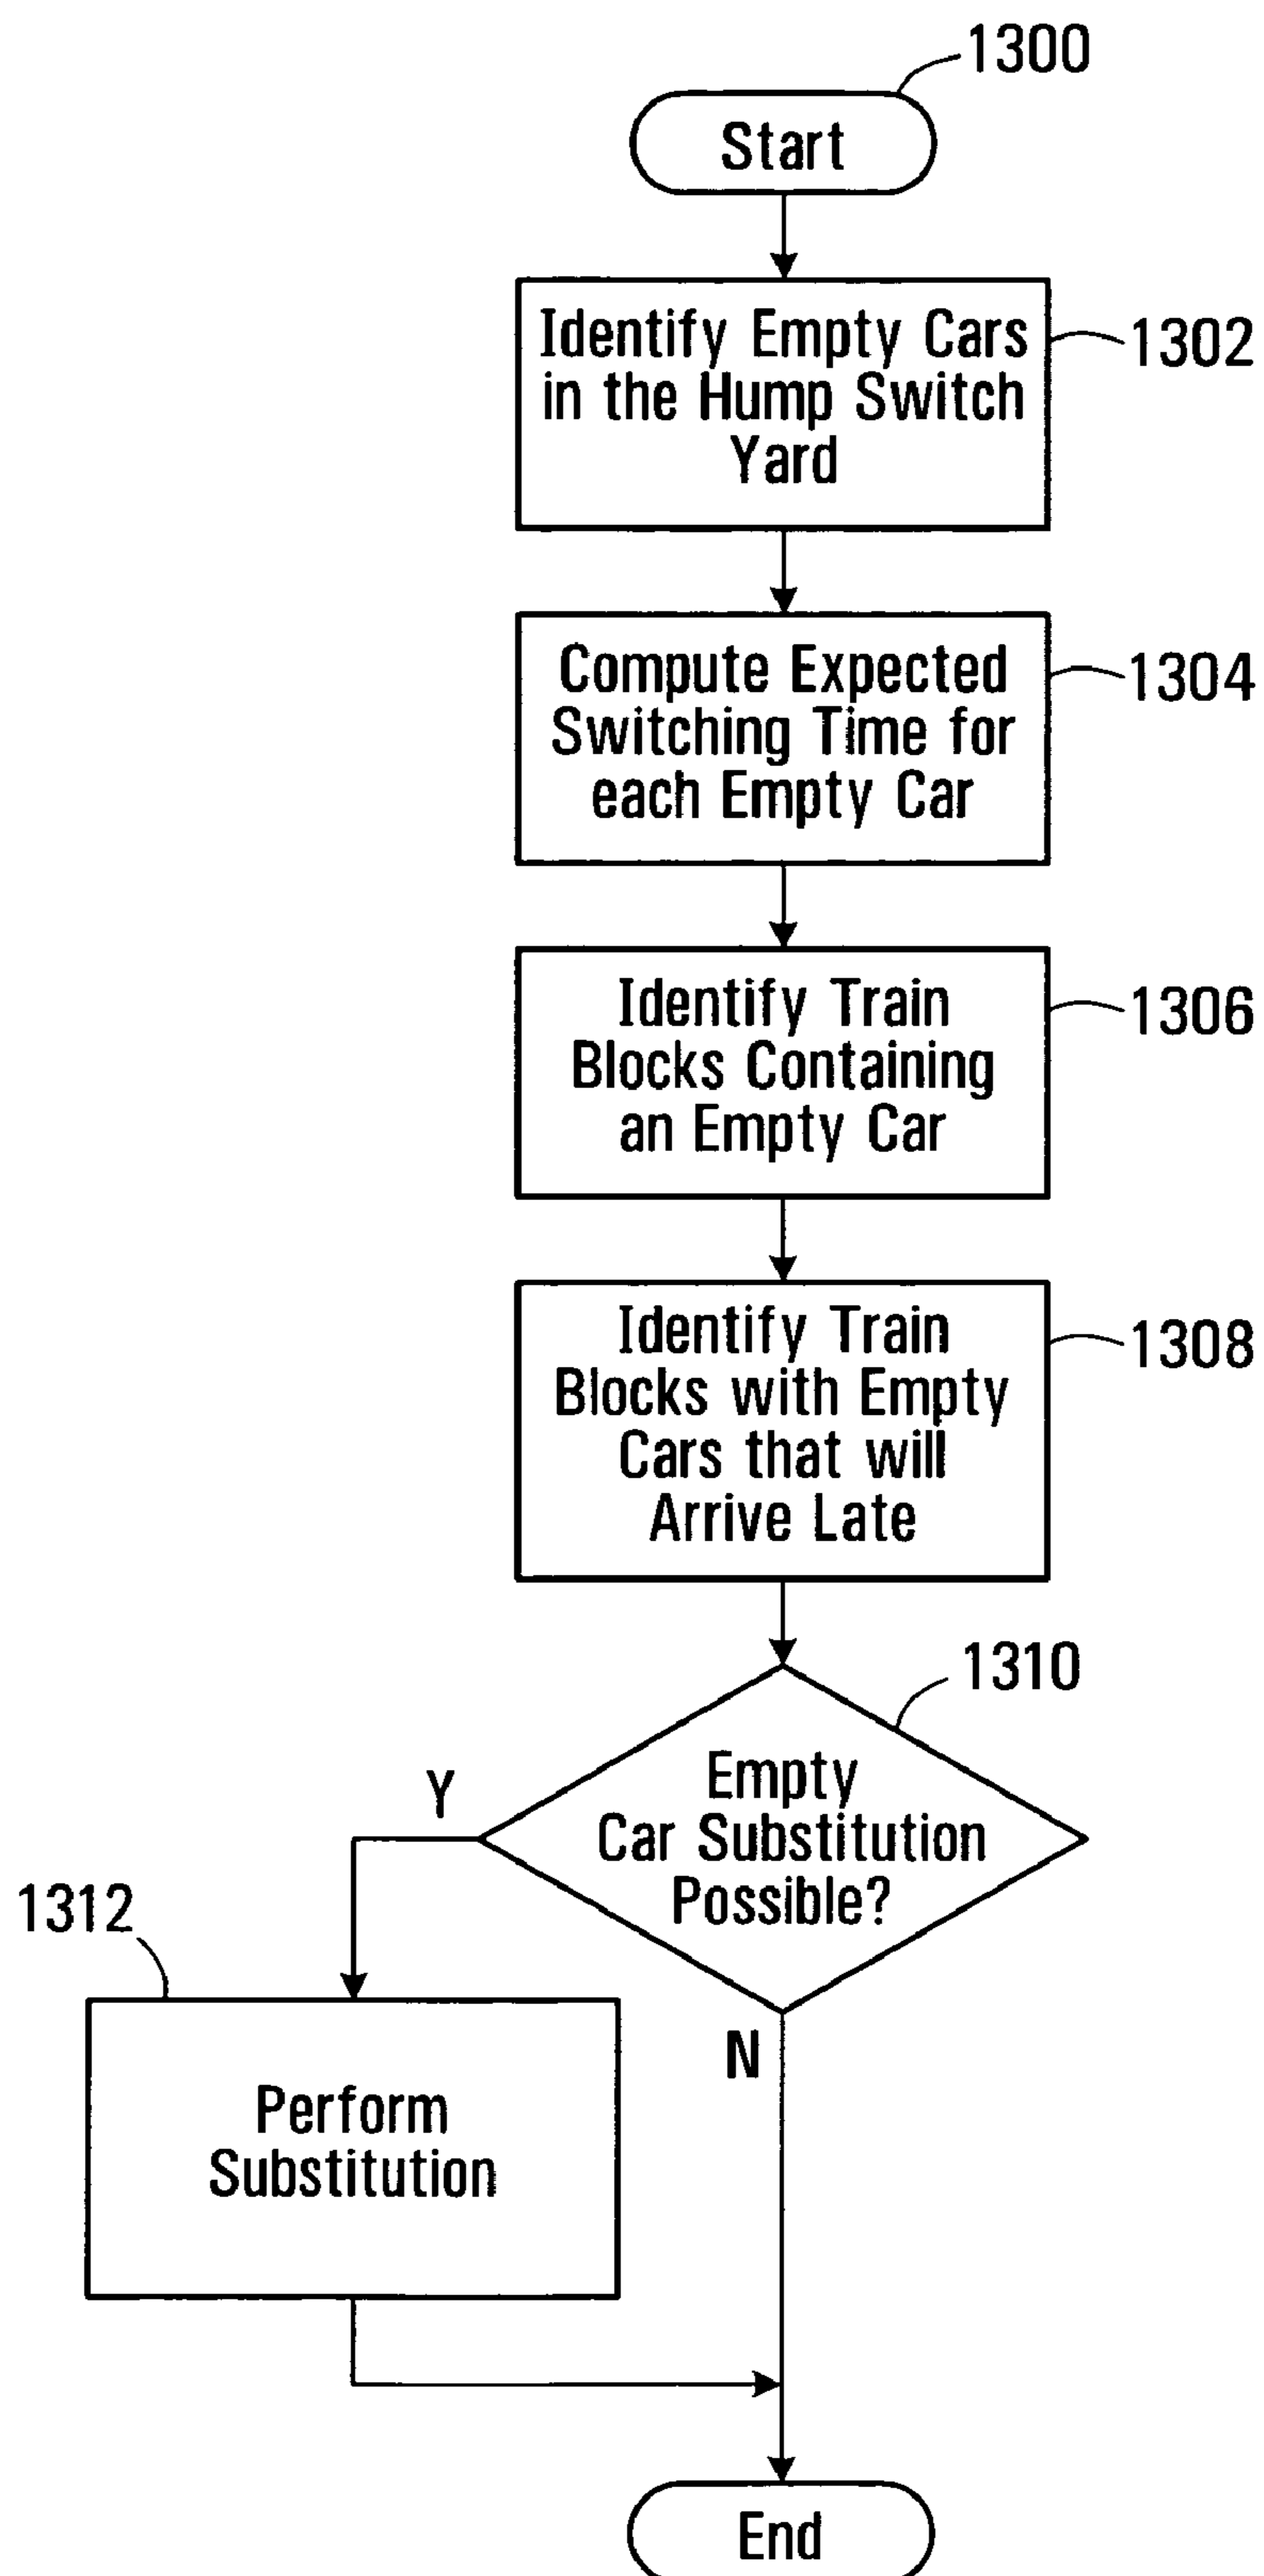 1300
Start
Identify Empty Cars
in the Hump Switch
Yard
1302
Compute Expected
Switching Time for
each Empty Car
1304
Identify Train
Blocks Containing
an Empty Car
1306
Identify Train
Blocks with Empty
Cars that will
Arrive Late
1308
1310
Empty
Car Substitution
Possible?
Y
N
1312
Perform
Substitution
End